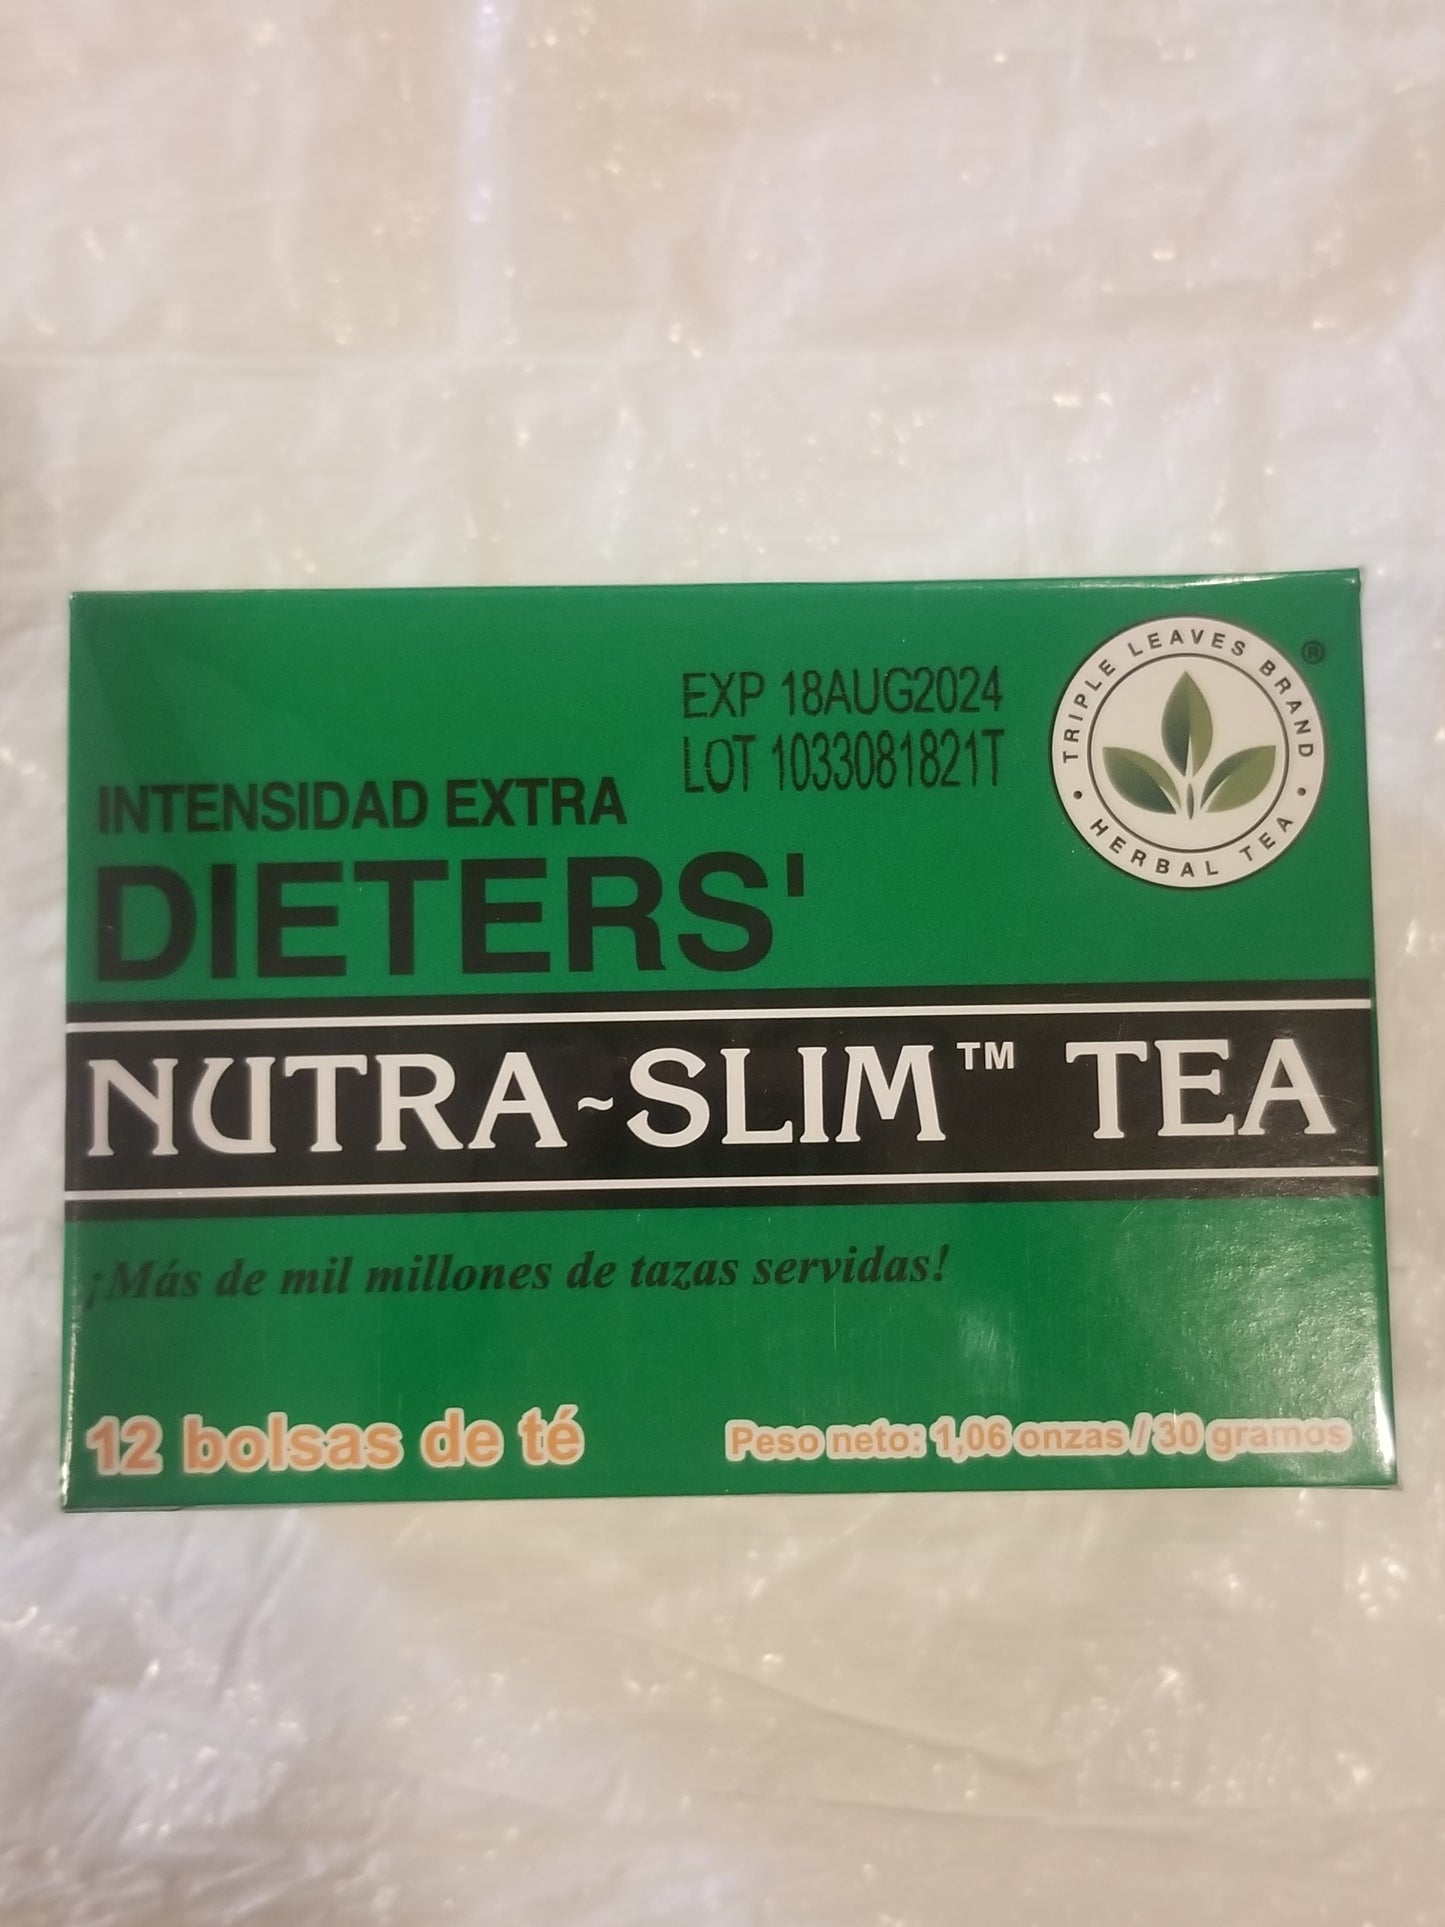 TRIPLE LEAVES BRAND ®
• HERBAL TEA •
EXP 18AUG2024
LOT 1033081821T
INTENSIDAD EXTRA
DIETERS'
NUTRA~SLIM™ TEA
¡Más de mil millones de tazas servidas!
12 bolsas de té
Peso neto: 1,06 onzas / 30 gramos